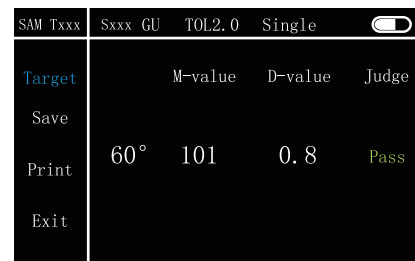 SAM Txxx Sxxx GU TOL2.0 Single
Target M-value D-value Judge
Save
60° 101 0.8 Pass
Print
Exit